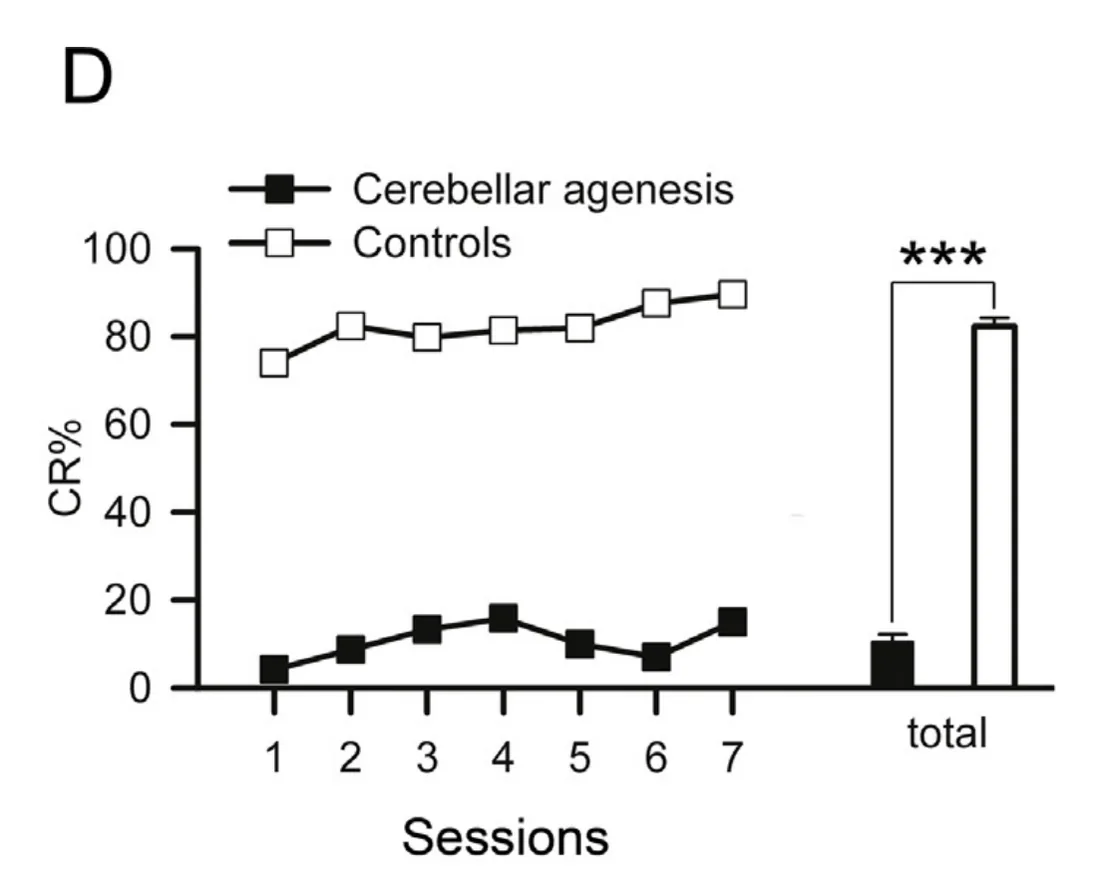 D
Cerebellar agenesis
Controls
100
80
60
40
20
0
CR%
***
1 2 3 4 5 6 7
total
Sessions